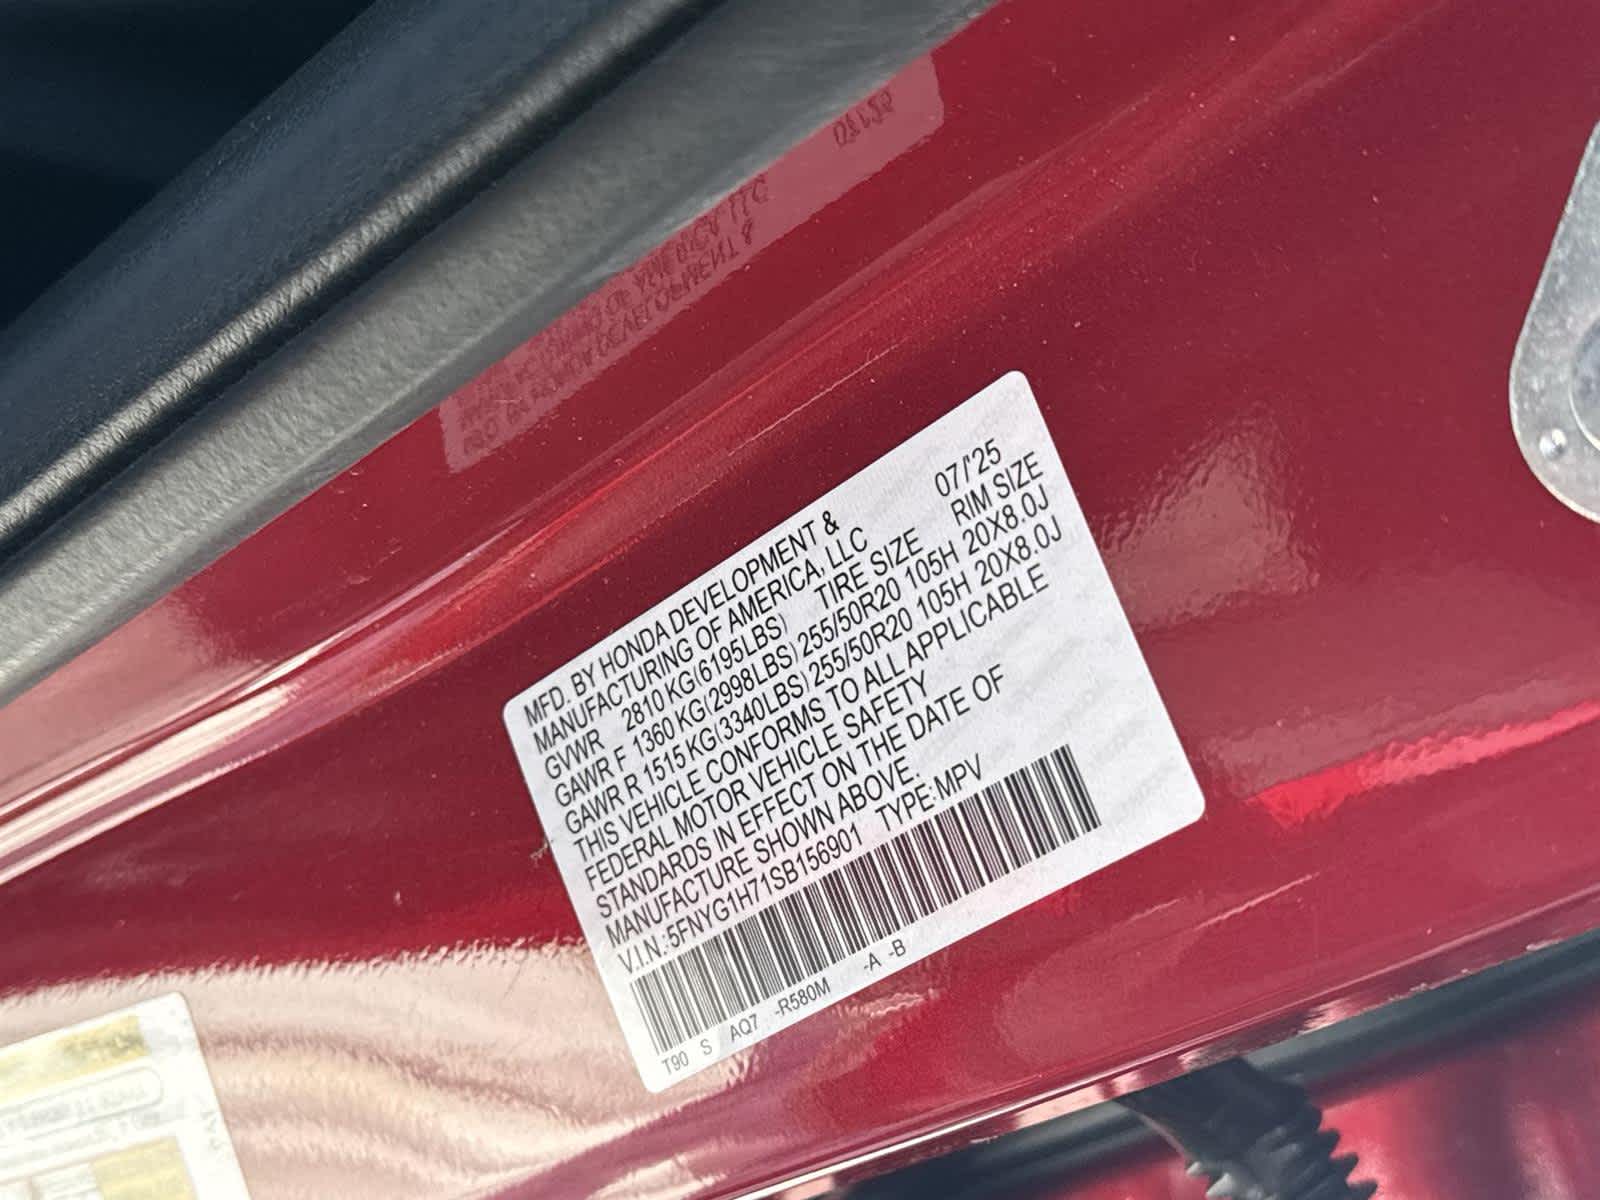 07/'25
MFD. BY HONDA DEVELOPMENT &
MANUFACTURING OF AMERICA, LLC
TIRE SIZE RIM SIZE
GVWR 2810 KG(6195LBS)
GAWR F 1360 KG(2998LBS) 255/50R20 105H 20X8.0J
GAWR R 1515 KG(3340LBS) 255/50R20 105H 20X8.0J
THIS VEHICLE CONFORMS TO ALL APPLICABLE
FEDERAL MOTOR VEHICLE SAFETY
STANDARDS IN EFFECT ON THE DATE OF
MANUFACTURE SHOWN ABOVE.
V.I.N.:5FNYG1H71SB156901 TYPE:MPV
T90 S AQ7 -R580M -A -B